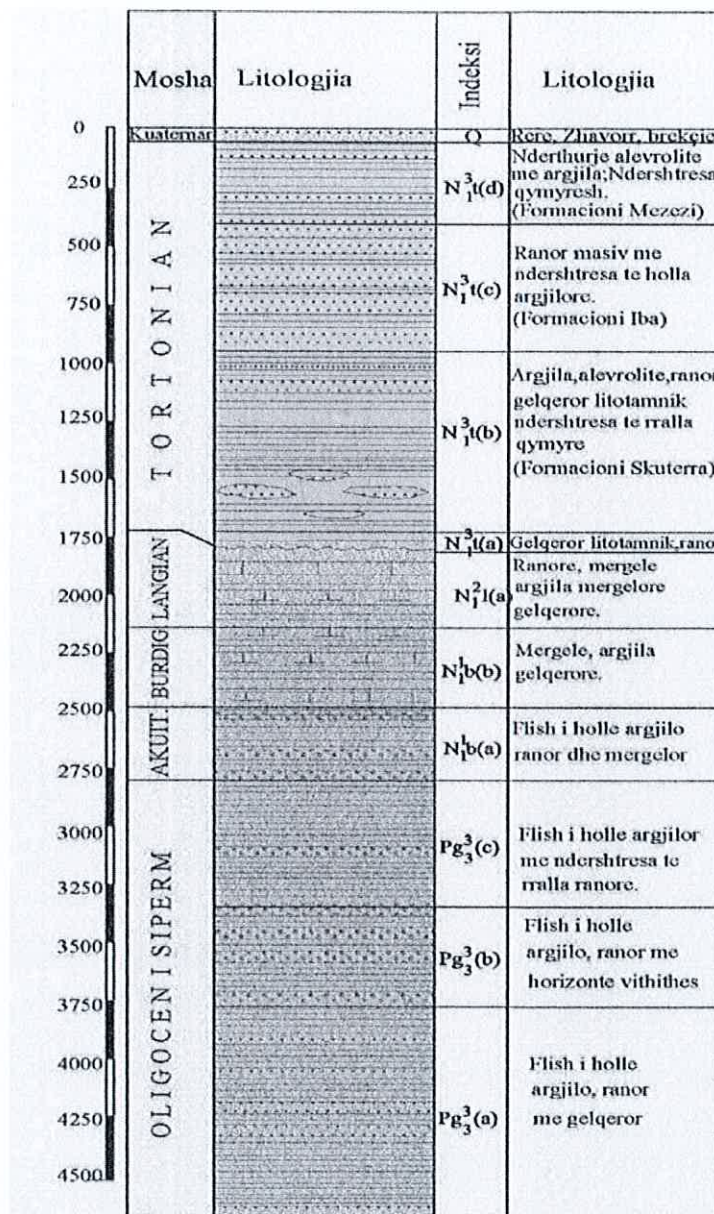 Mosha Litologjia Indeksi Litologjia
0
250
500
750
1000
1250
1500
1750
2000
2250
2500
2750
3000
3250
3500
3750
4000
4250
4500
Kuaternar
TORTONIAN
LANGIAN
BURDIG
AKUIT.
OLIGOCENI SIPERM
Q Rere, Zhavorr, brekçie
N₁³t(d) Nderthurje alevrolite
me argjila;Ndershtresa
qymyresh.
(Formacioni Mezezi)
N₁³t(c) Ranor masiv me
ndershtresa te holla
argjilore.
(Formacioni Iba)
N₁³t(b) Argjila,alevrolite,ranor
gelqeror litotamnik
ndershtresa te rralla
qymyre
(Formacioni Skuterra)
N₁³t(a) Gelqeror litotamnik,ranor
N₁²l(a) Ranore, mergele
argjila mergelore
gelqerore.
N₁¹b(b) Mergele, argjila
gelqerore.
N₁¹b(a) Flish i holle argjilo
ranor dhe mergelor
Pg₃³(c) Flish i holle argjilor
me ndershtresa te
rralla ranore.
Pg₃³(b) Flish i holle
argjilo, ranor me
horizonte vithithes
Pg₃³(a) Flish i holle
argjilo, ranor
me gelqeror